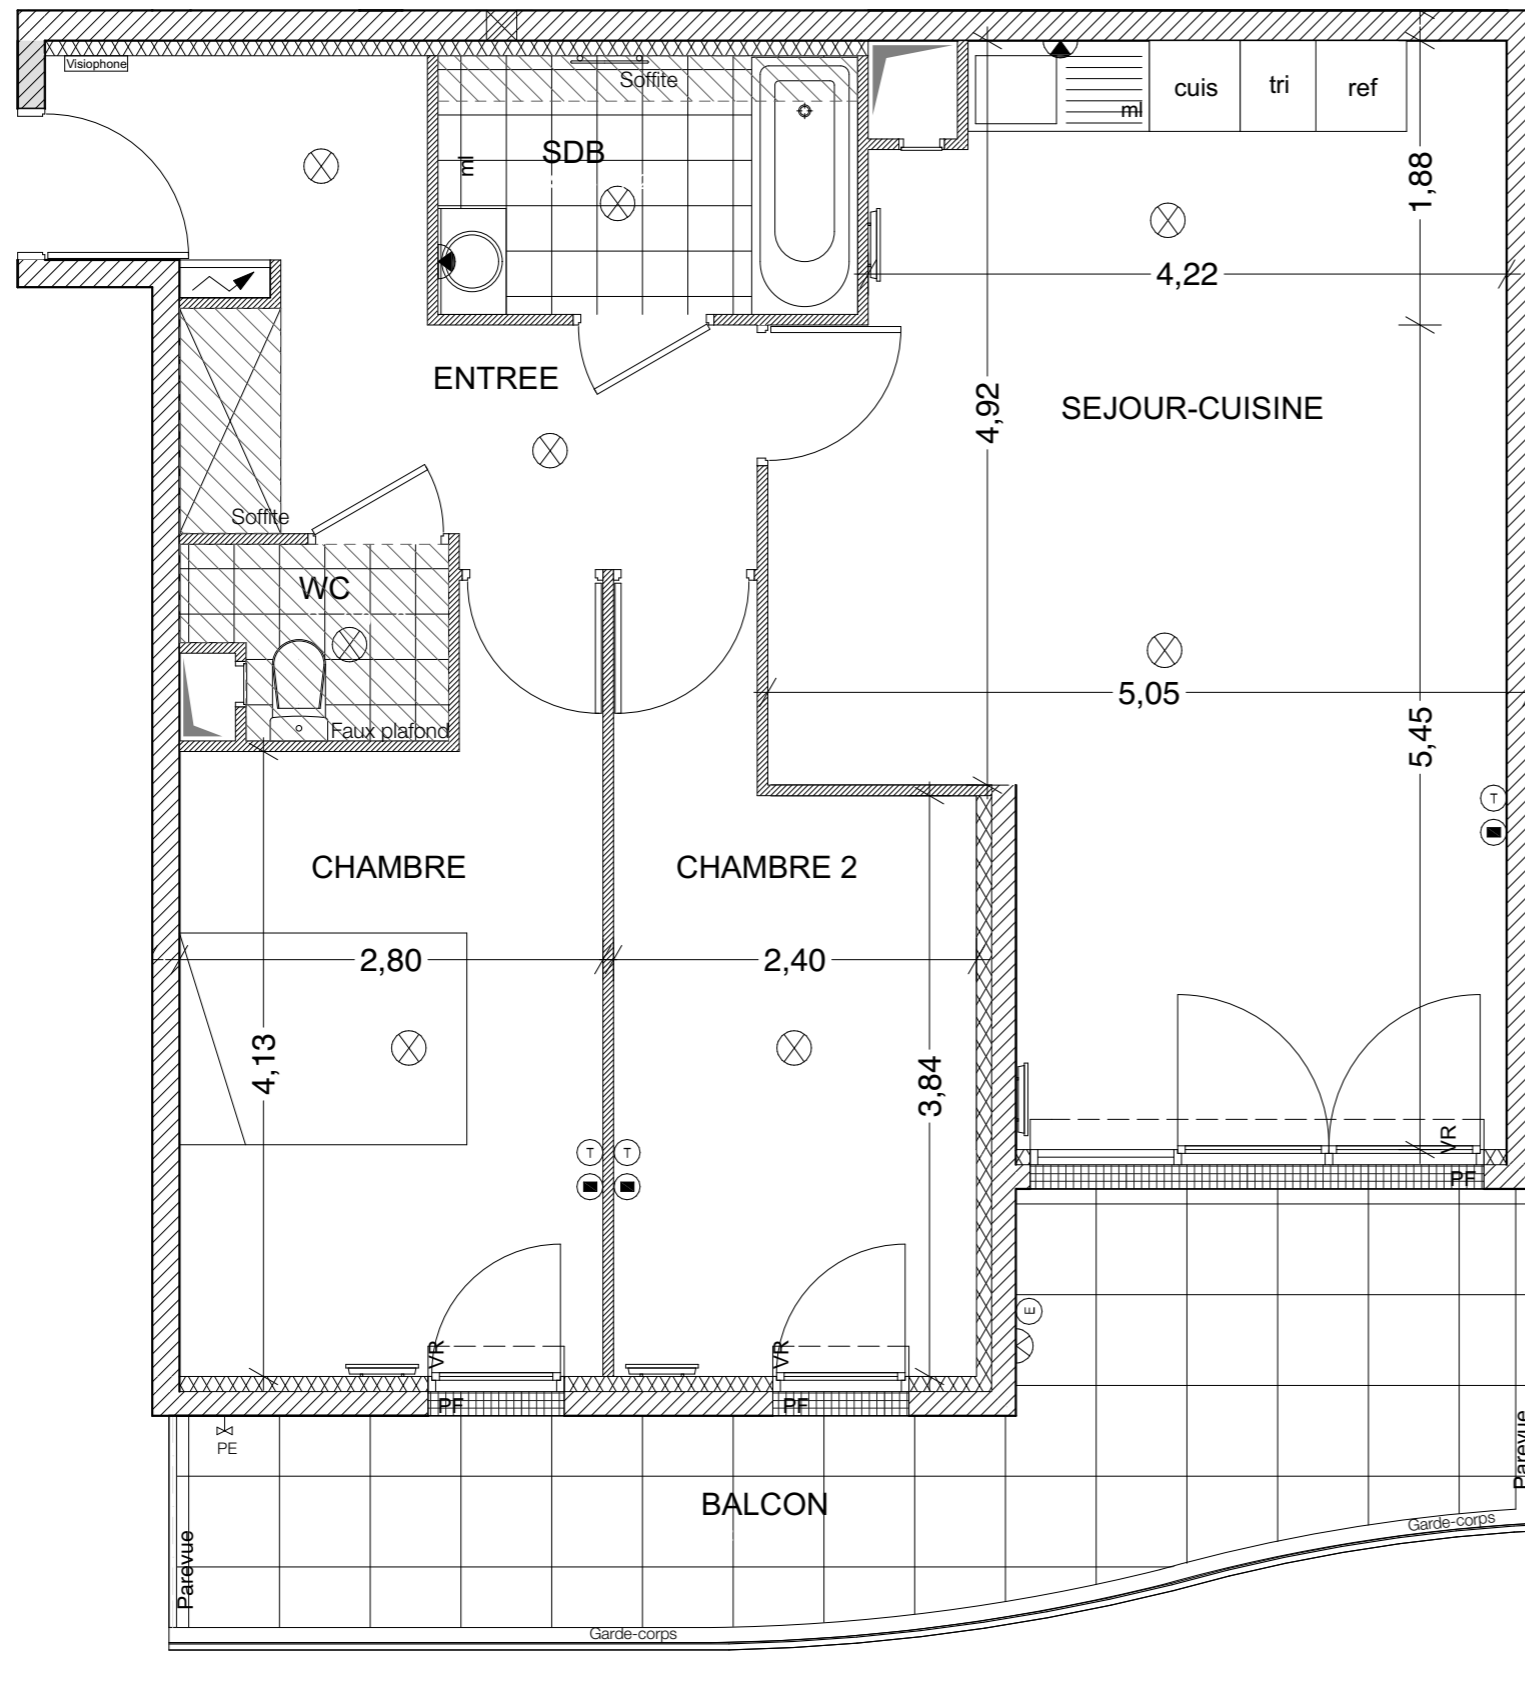 Visiophone
Soffite
cuis
tri
ref
ml
SDB
ml
1,88
4,22
ENTREE
4,92
SEJOUR-CUISINE
Soffite
WC
5,05
Faux plafond
5,45
T
CHAMBRE
CHAMBRE 2
2,80
2,40
4,13
3,84
T
T
VR
PF
E
VR
VR
PF
PF
PE
Parevue
BALCON
Garde-corps
Parevue
Garde-corps